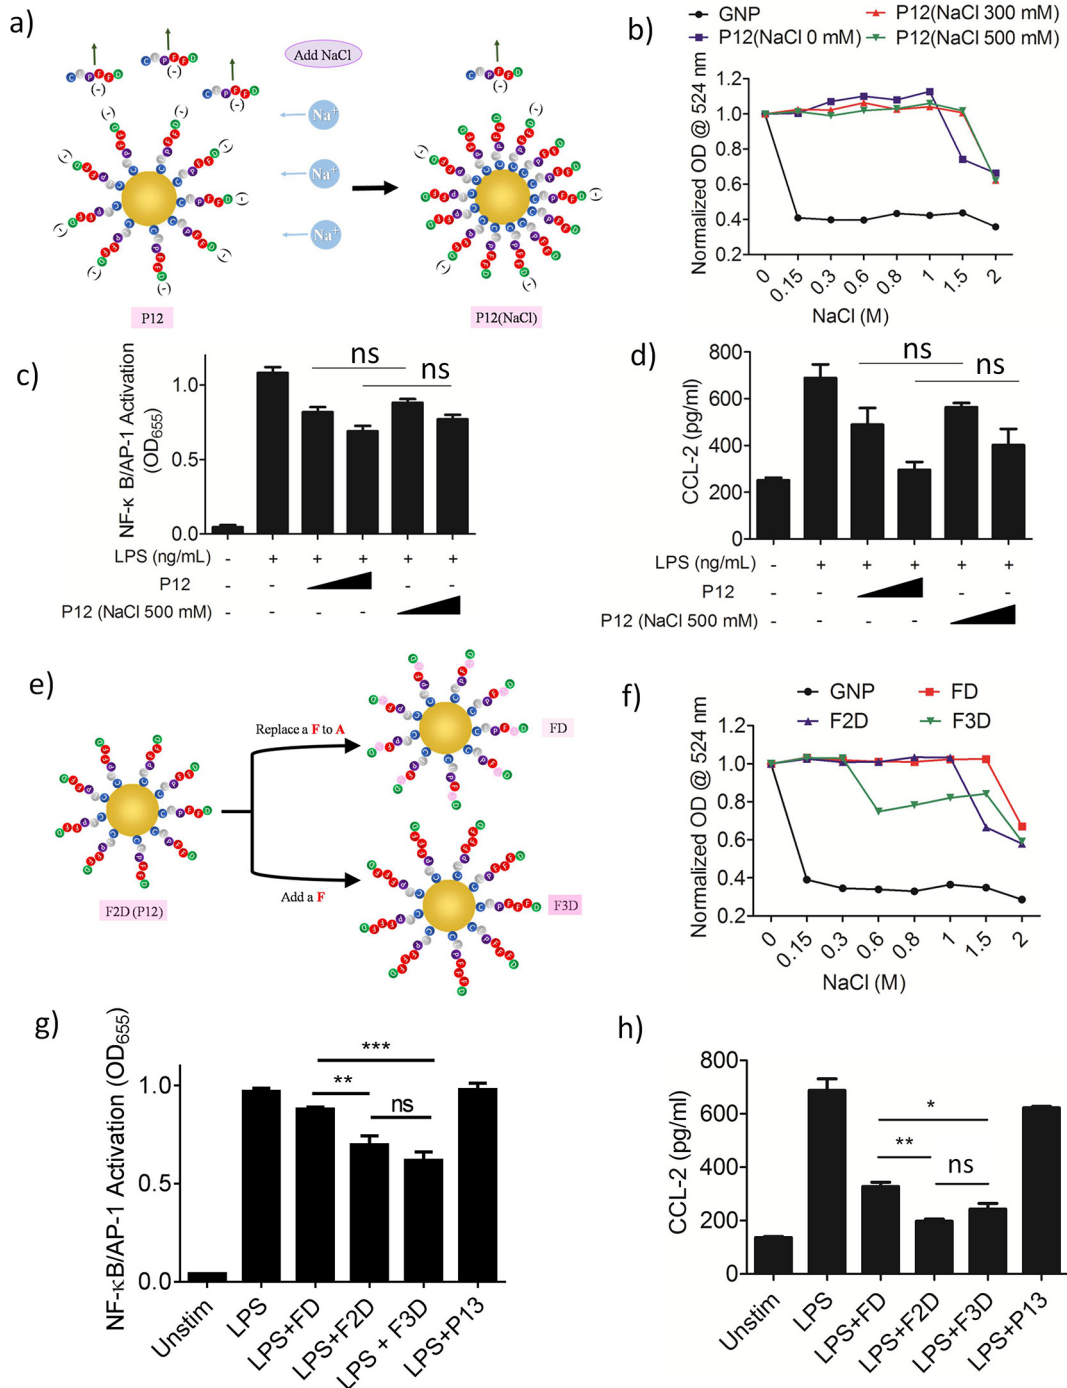 a)
Add NaCl
(-)
(-)
(-)
Na+
Na+
Na+
P12
P12(NaCl)
b)
GNP
P12(NaCl 300 mM)
P12(NaCl 0 mM)
P12(NaCl 500 mM)
Normalized OD @ 524 nm
1.2
1.0
0.8
0.6
0.4
0.2
0 0.15 0.3 0.6 0.8 1 1.5 2
NaCl (M)
c)
NF-κ B/AP-1 Activation
(OD655)
1.0
0.5
0.0
ns
ns
LPS (ng/mL) - + + + + +
P12 - - - -
P12 (NaCl 500 mM) - - - -
d)
CCL-2 (pg/ml)
800
600
400
200
0
ns
ns
LPS (ng/mL) - + + + + +
P12 - - - -
P12 (NaCl 500 mM) - - - -
e)
Replace a F to A
Add a F
F2D (P12)
FD
F3D
f)
GNP
FD
F2D
F3D
Normalized OD @ 524 nm
1.2
1.0
0.8
0.6
0.4
0.2
0 0.15 0.3 0.6 0.8 1 1.5 2
NaCl (M)
g)
NF-κB/AP-1 Activation (OD655)
1.0
0.5
0.0
***
**
ns
Unstim
LPS
LPS+FD
LPS+F2D
LPS + F3D
LPS+P13
h)
CCL-2 (pg/ml)
800
600
400
200
0
*
**
ns
Unstim
LPS
LPS+FD
LPS+F2D
LPS+F3D
LPS+P13